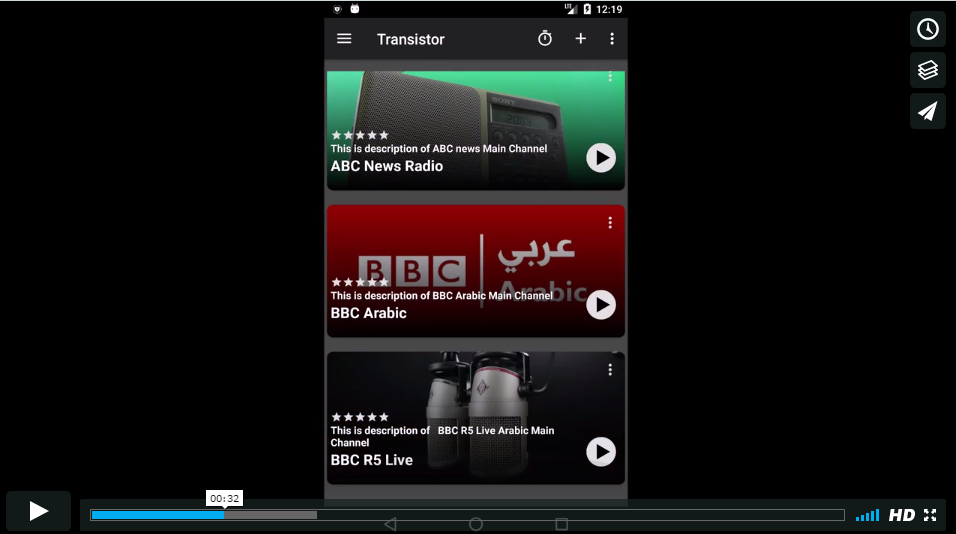 12:19
Transistor
SONY
This is description of ABC news Main Channel
ABC News Radio
BBC عربي
Arabic
This is description of BBC Arabic Main Channel
BBC Arabic
This is description of BBC R5 Live Arabic Main
Channel
BBC R5 Live
00:32
HD